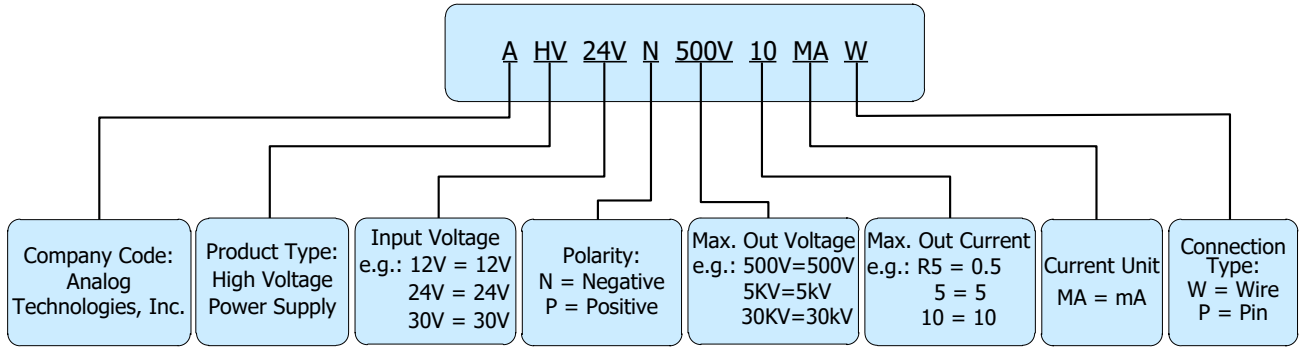 A HV 24V N 500V 10 MA W
Company Code:
Analog
Technologies, Inc.
Product Type:
High Voltage
Power Supply
Input Voltage
e.g.: 12V = 12V
24V = 24V
30V = 30V
Polarity:
N = Negative
P = Positive
Max. Out Voltage
e.g.: 500V=500V
5KV=5kV
30KV=30kV
Max. Out Current
e.g.: R5 = 0.5
5 = 5
10 = 10
Current Unit
MA = mA
Connection
Type:
W = Wire
P = Pin